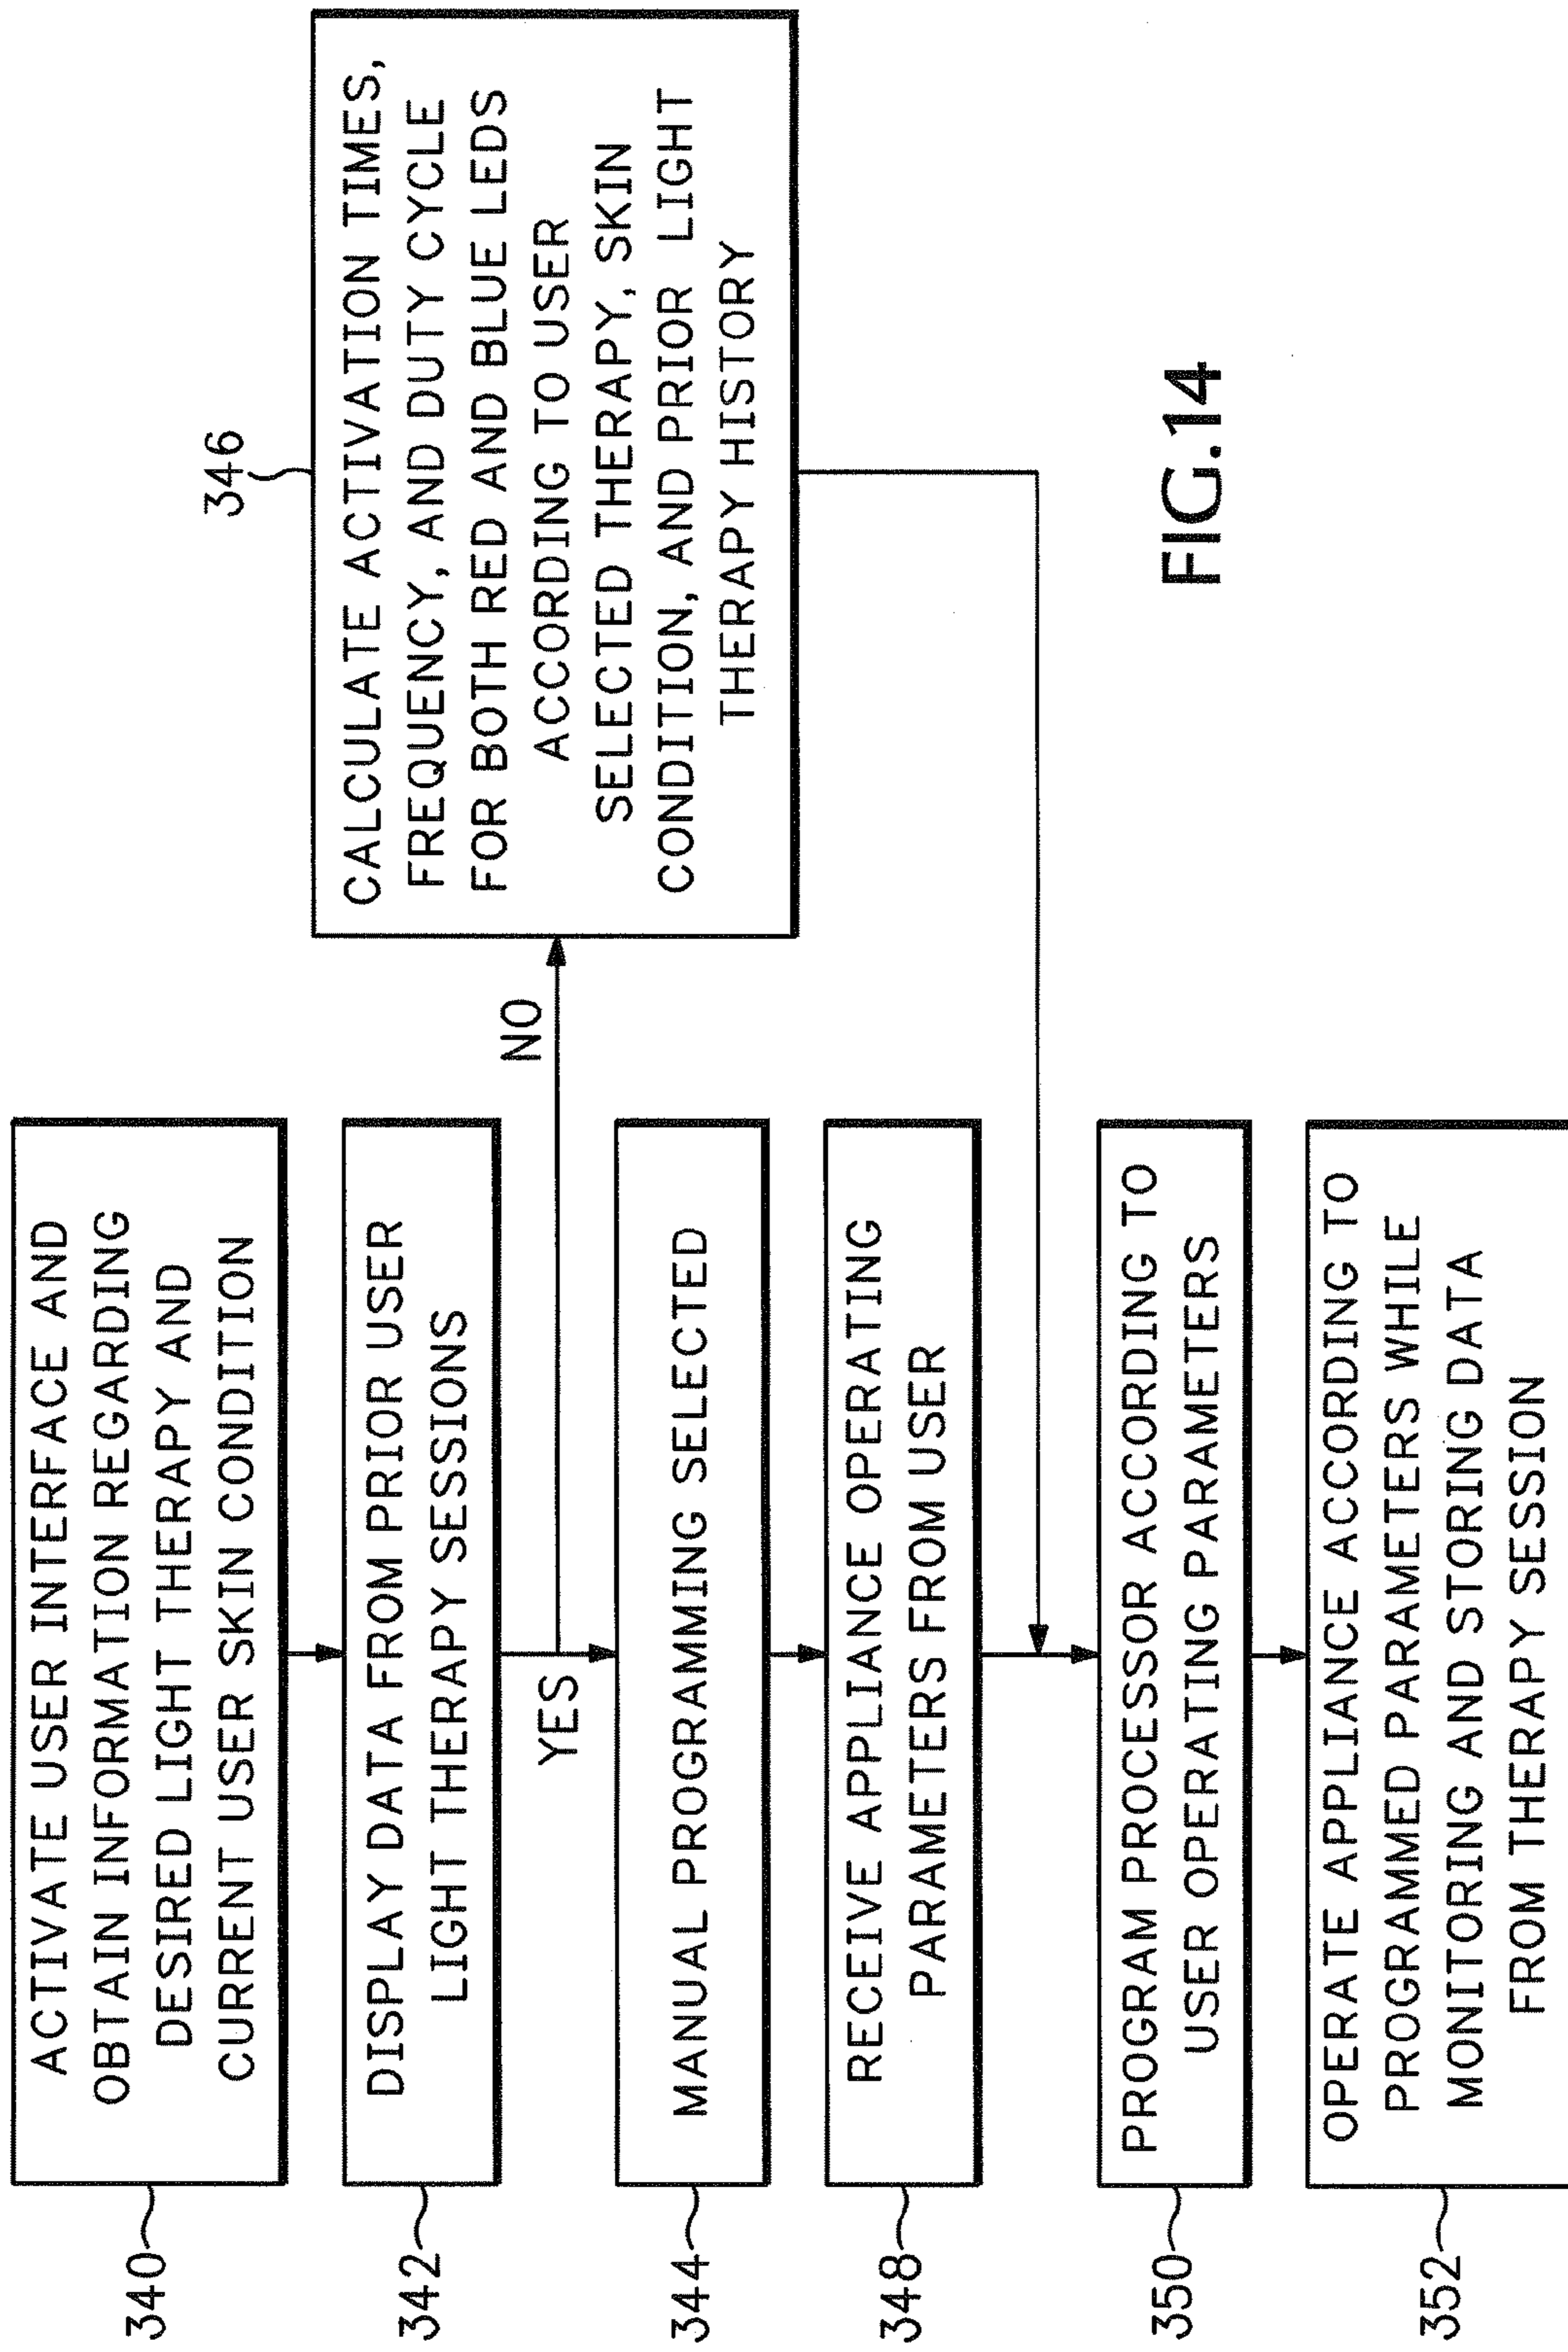 340
ACTIVATE USER INTERFACE AND
OBTAIN INFORMATION REGARDING
DESIRED LIGHT THERAPY AND
CURRENT USER SKIN CONDITION
342
DISPLAY DATA FROM PRIOR USER
LIGHT THERAPY SESSIONS
YES
NO
344
MANUAL PROGRAMMING SELECTED
346
CALCULATE ACTIVATION TIMES,
FREQUENCY, AND DUTY CYCLE
FOR BOTH RED AND BLUE LEDS
ACCORDING TO USER
SELECTED THERAPY, SKIN
CONDITION, AND PRIOR LIGHT
THERAPY HISTORY
348
RECEIVE APPLIANCE OPERATING
PARAMETERS FROM USER
350
PROGRAM PROCESSOR ACCORDING TO
USER OPERATING PARAMETERS
352
OPERATE APPLIANCE ACCORDING TO
PROGRAMMED PARAMETERS WHILE
MONITORING AND STORING DATA
FROM THERAPY SESSION
FIG.14